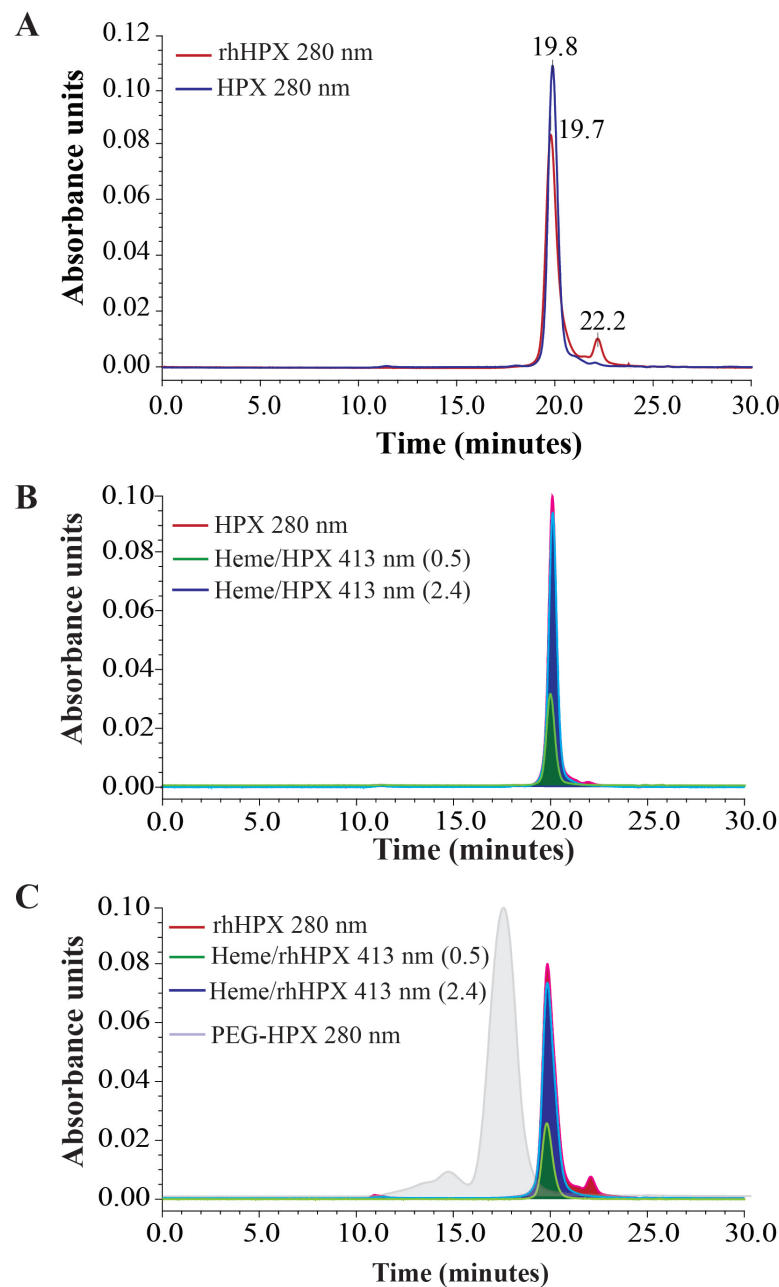 A
0.12
rhHPX 280 nm
19.8
HPX 280 nm
0.10
19.7
0.08
0.06
0.04
0.02
22.2
0.00
Absorbance units
0.0 5.0 10.0 15.0 20.0 25.0 30.0
Time (minutes)
B
0.10
HPX 280 nm
Heme/HPX 413 nm (0.5)
0.08
Heme/HPX 413 nm (2.4)
0.06
0.04
0.02
0.00
Absorbance units
0.0 5.0 10.0 15.0 20.0 25.0 30.0
Time (minutes)
C
0.10
rhHPX 280 nm
Heme/rhHPX 413 nm (0.5)
0.08
Heme/rhHPX 413 nm (2.4)
0.06
PEG-HPX 280 nm
0.04
0.02
0.00
Absorbance units
0.0 5.0 10.0 15.0 20.0 25.0 30.0
Time (minutes)